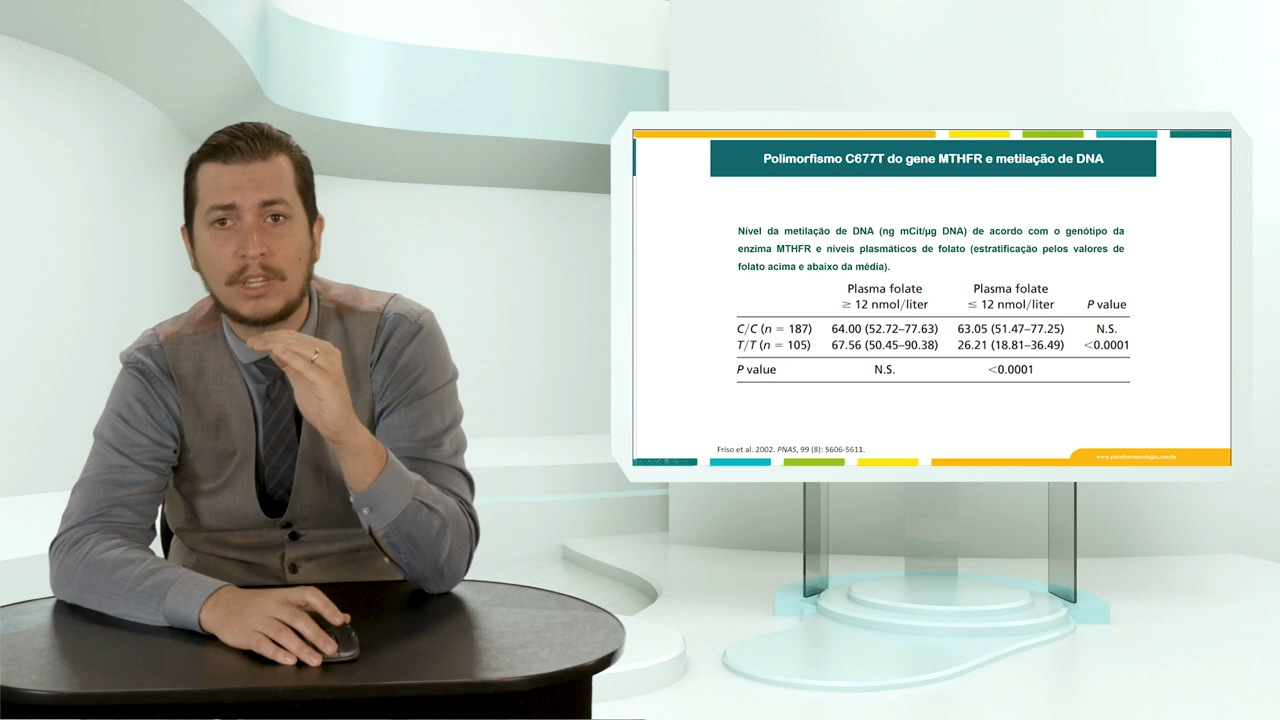 Polimorfismo C677T do gene MTHFR e metilação de DNA
Nível da metilação de DNA (ng mCit/µg DNA) de acordo com o genótipo da
enzima MTHFR e níveis plasmáticos de folato (estratificação pelos valores de
folato acima e abaixo da média).
Plasma folate Plasma folate
≥ 12 nmol/liter ≤ 12 nmol/liter P value
C/C (n = 187) 64.00 (52.72–77.63) 63.05 (51.47–77.25) N.S.
T/T (n = 105) 67.56 (50.45–90.38) 26.21 (18.81–36.49) <0.0001
P value N.S. <0.0001
Friso et al. 2002. PNAS, 99 (8): 5606-5611.